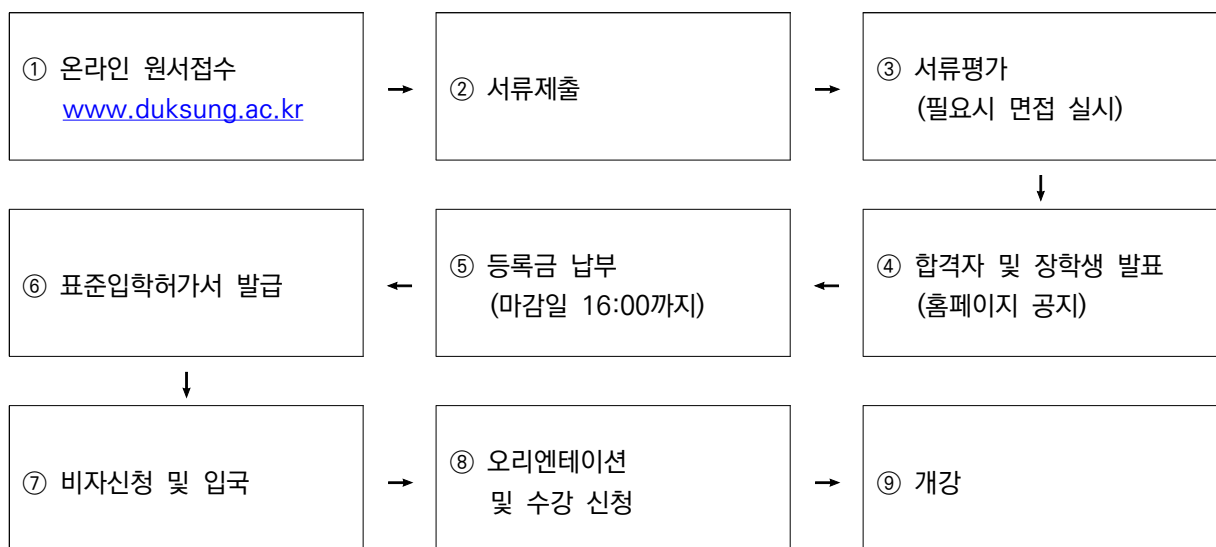 ① 온라인 원서접수
www.duksung.ac.kr
② 서류제출
③ 서류평가
(필요시 면접 실시)
④ 합격자 및 장학생 발표
(홈페이지 공지)
⑤ 등록금 납부
(마감일 16:00까지)
⑥ 표준입학허가서 발급
⑦ 비자신청 및 입국
⑧ 오리엔테이션
및 수강 신청
⑨ 개강